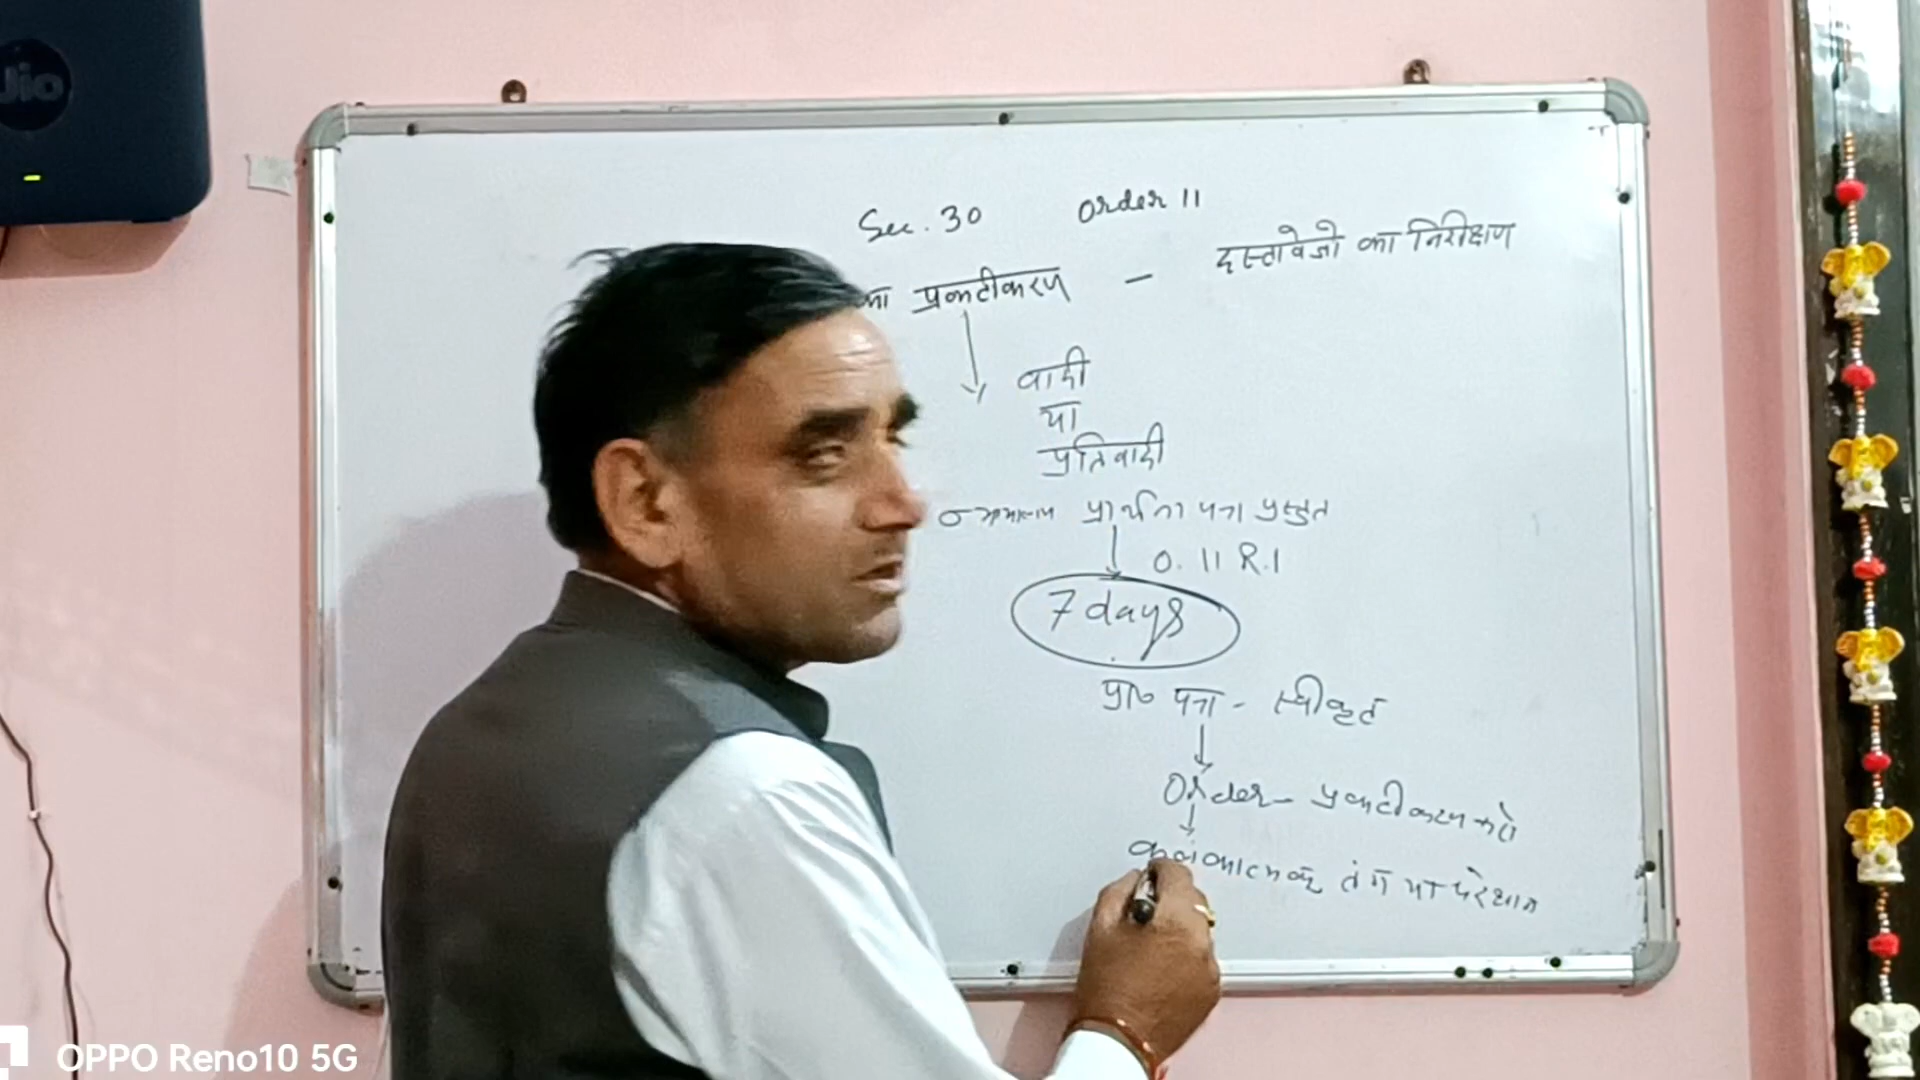 Jio
Sec. 30 Order 11
का प्रकटीकरण - दस्तावेजो का निरीक्षण
वादी
या
प्रतिवादी
प्रार्थना पत्र प्रस्तुत
O. 11 R.1
7 days
प्रा० पत्र - स्वीकृत
Order - प्रकटीकरण
तंग या परेशान
OPPO Reno10 5G